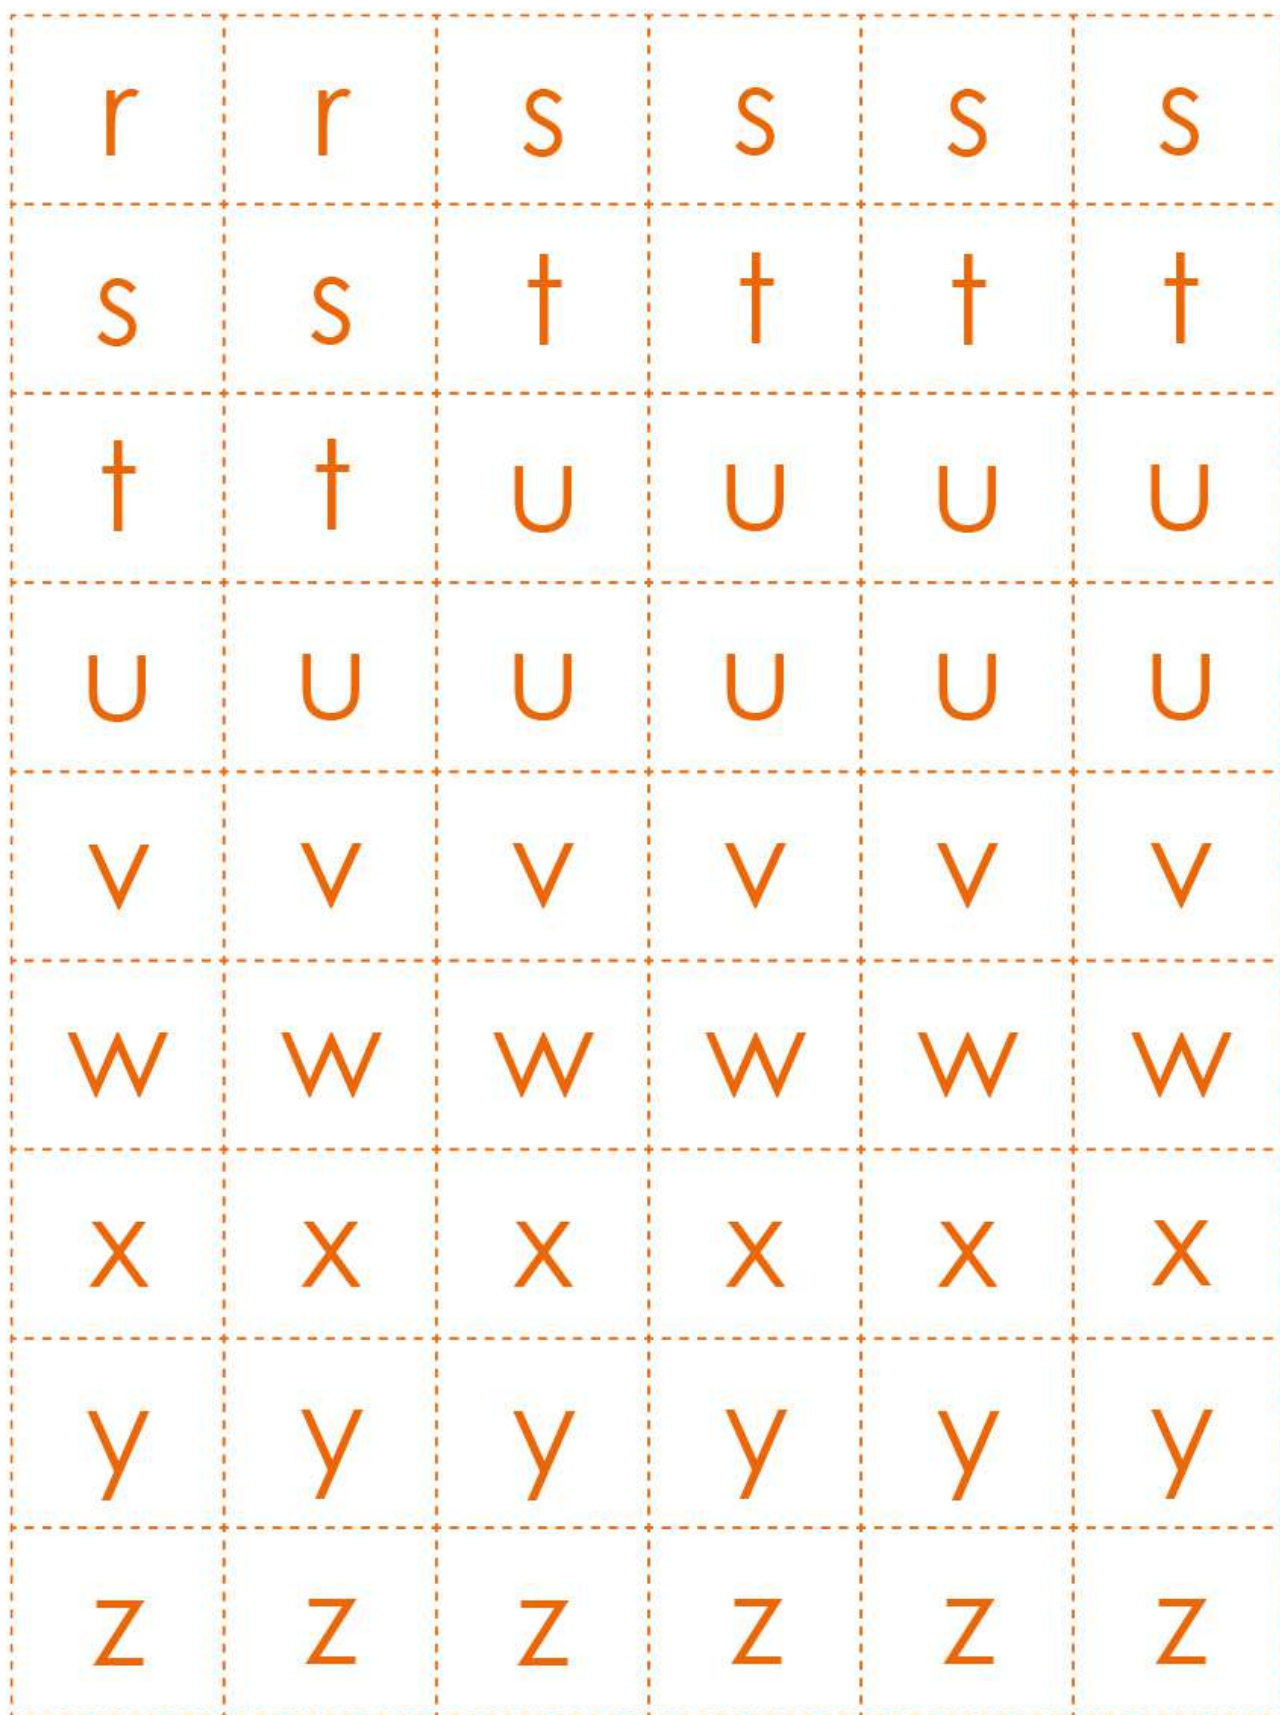 r r s s s s
s s t t t t
t t u u u u
u u u u u u
v v v v v v
w w w w w w
x x x x x x
y y y y y y
z z z z z z